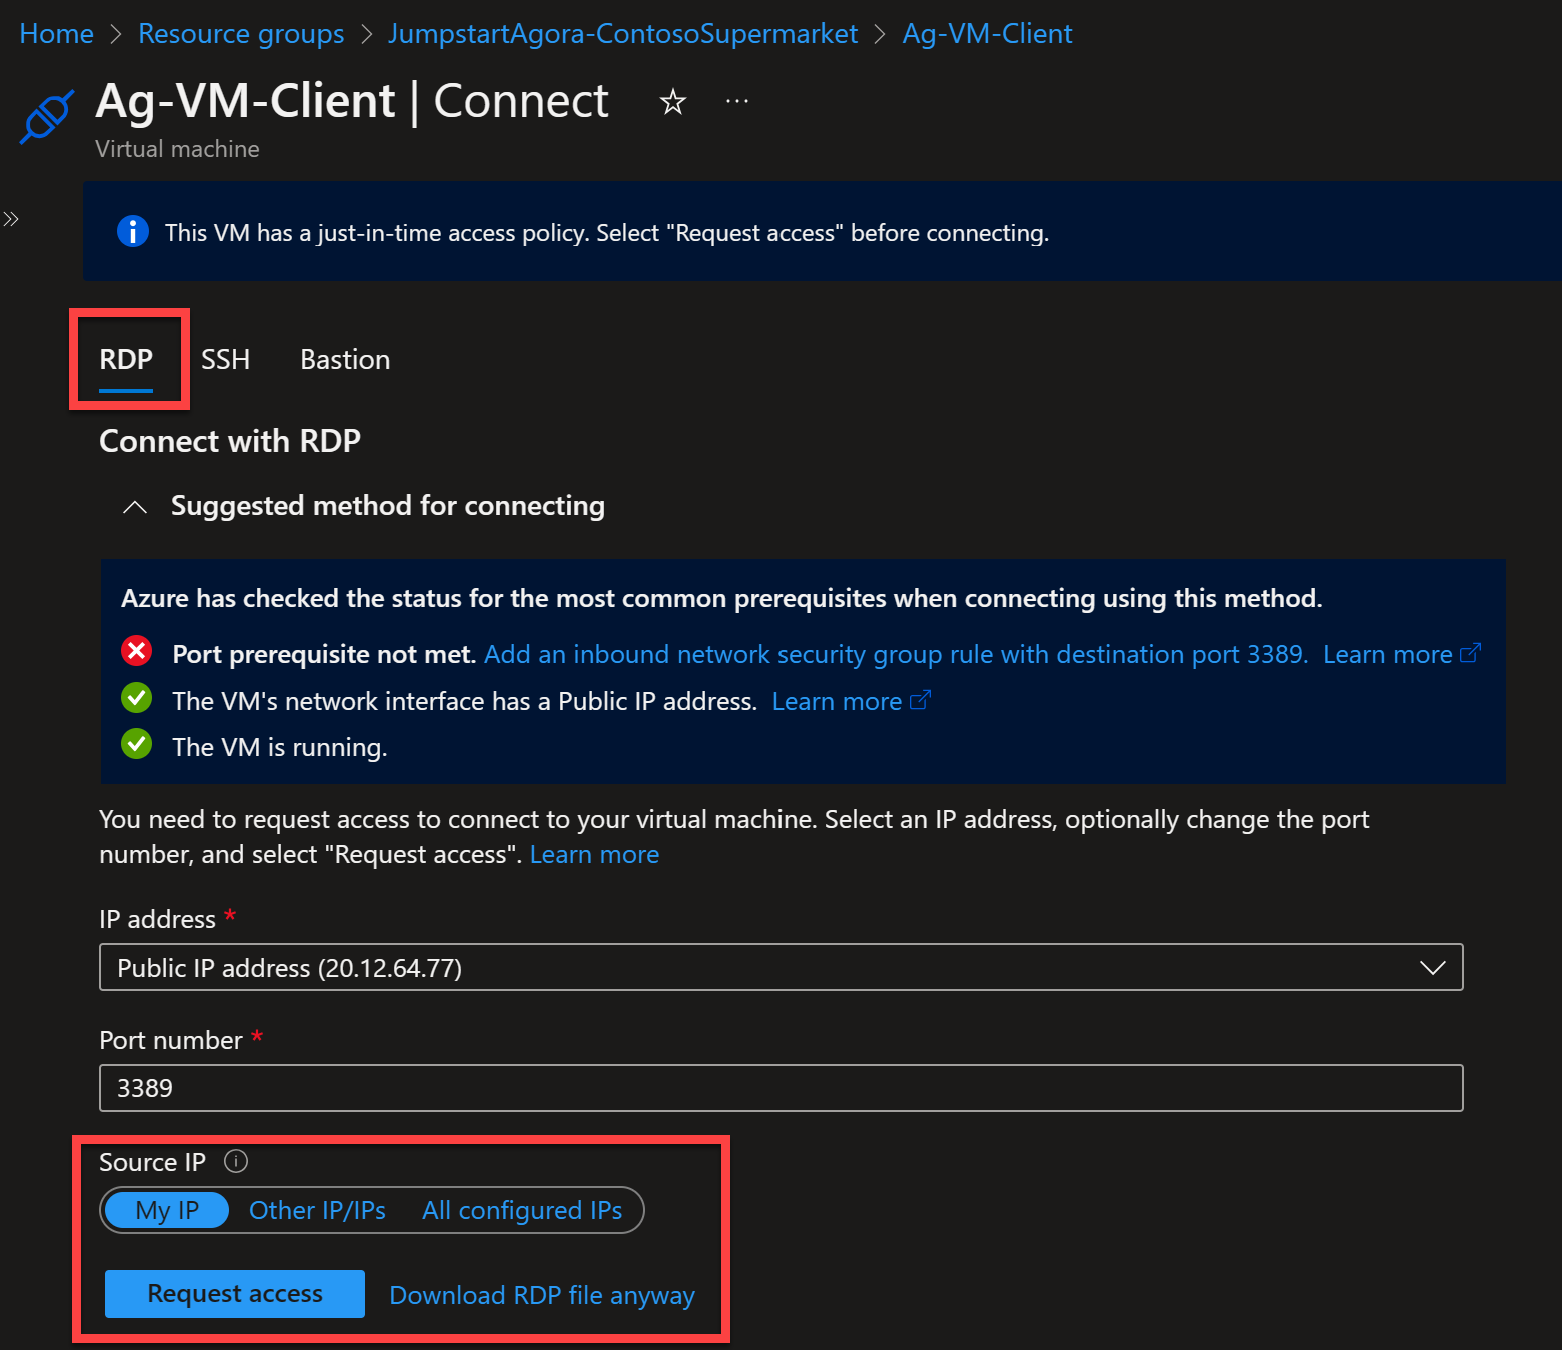 Home > Resource groups > JumpstartAgora-ContosoSupermarket > Ag-VM-Client
Ag-VM-Client | Connect
Virtual machine
This VM has a just-in-time access policy. Select "Request access" before connecting.
RDP SSH Bastion
Connect with RDP
Suggested method for connecting
Azure has checked the status for the most common prerequisites when connecting using this method.
Port prerequisite not met. Add an inbound network security group rule with destination port 3389. Learn more
The VM's network interface has a Public IP address. Learn more
The VM is running.
You need to request access to connect to your virtual machine. Select an IP address, optionally change the port
number, and select "Request access". Learn more
IP address *
Public IP address (20.12.64.77)
Port number *
3389
Source IP
My IP Other IP/IPs All configured IPs
Request access Download RDP file anyway